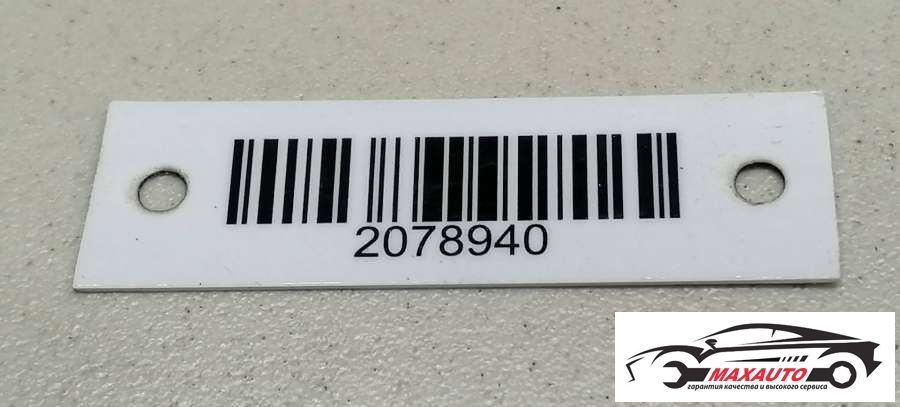 2078940
MAXAUTO
гарантия качества и высокого сервиса